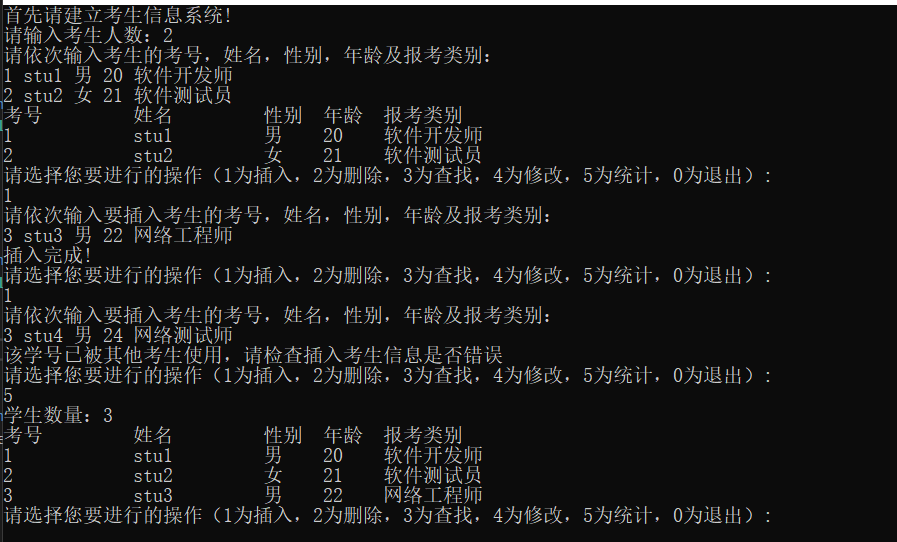 首先请建立考生信息系统!
请输入考生人数：2
请依次输入考生的考号，姓名，性别，年龄及报考类别：
1 stu1 男 20 软件开发师
2 stu2 女 21 软件测试员
考号 姓名 性别 年龄 报考类别
1 stu1 男 20 软件开发师
2 stu2 女 21 软件测试员
请选择您要进行的操作（1为插入，2为删除，3为查找，4为修改，5为统计，0为退出）:
1
请依次输入要插入考生的考号，姓名，性别，年龄及报考类别：
3 stu3 男 22 网络工程师
插入完成!
请选择您要进行的操作（1为插入，2为删除，3为查找，4为修改，5为统计，0为退出）:
1
请依次输入要插入考生的考号，姓名，性别，年龄及报考类别：
3 stu4 男 24 网络测试师
该学号已被其他考生使用，请检查插入考生信息是否错误
请选择您要进行的操作（1为插入，2为删除，3为查找，4为修改，5为统计，0为退出）:
5
学生数量：3
考号 姓名 性别 年龄 报考类别
1 stu1 男 20 软件开发师
2 stu2 女 21 软件测试员
3 stu3 男 22 网络工程师
请选择您要进行的操作（1为插入，2为删除，3为查找，4为修改，5为统计，0为退出）: